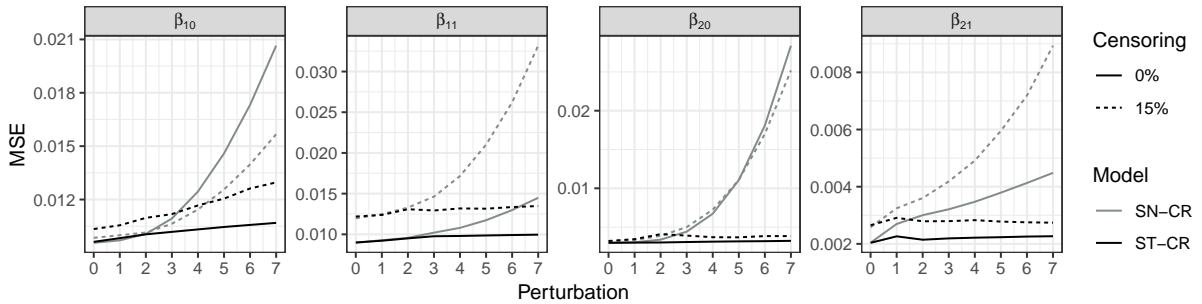 β10
β11
β20
β21
MSE
0.021
0.018
0.015
0.012
0.030
0.025
0.020
0.015
0.010
0.02
0.01
0.008
0.006
0.004
0.002
0 1 2 3 4 5 6 7
0 1 2 3 4 5 6 7
0 1 2 3 4 5 6 7
0 1 2 3 4 5 6 7
Perturbation
Censoring
0%
15%
Model
SN−CR
ST−CR